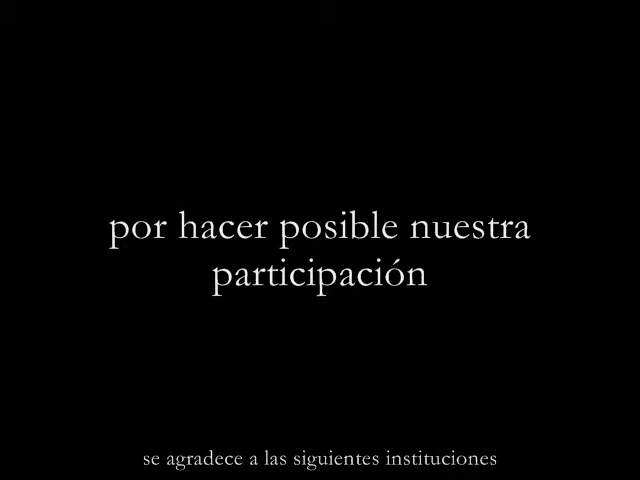 por hacer posible nuestra
participación
se agradece a las siguientes instituciones